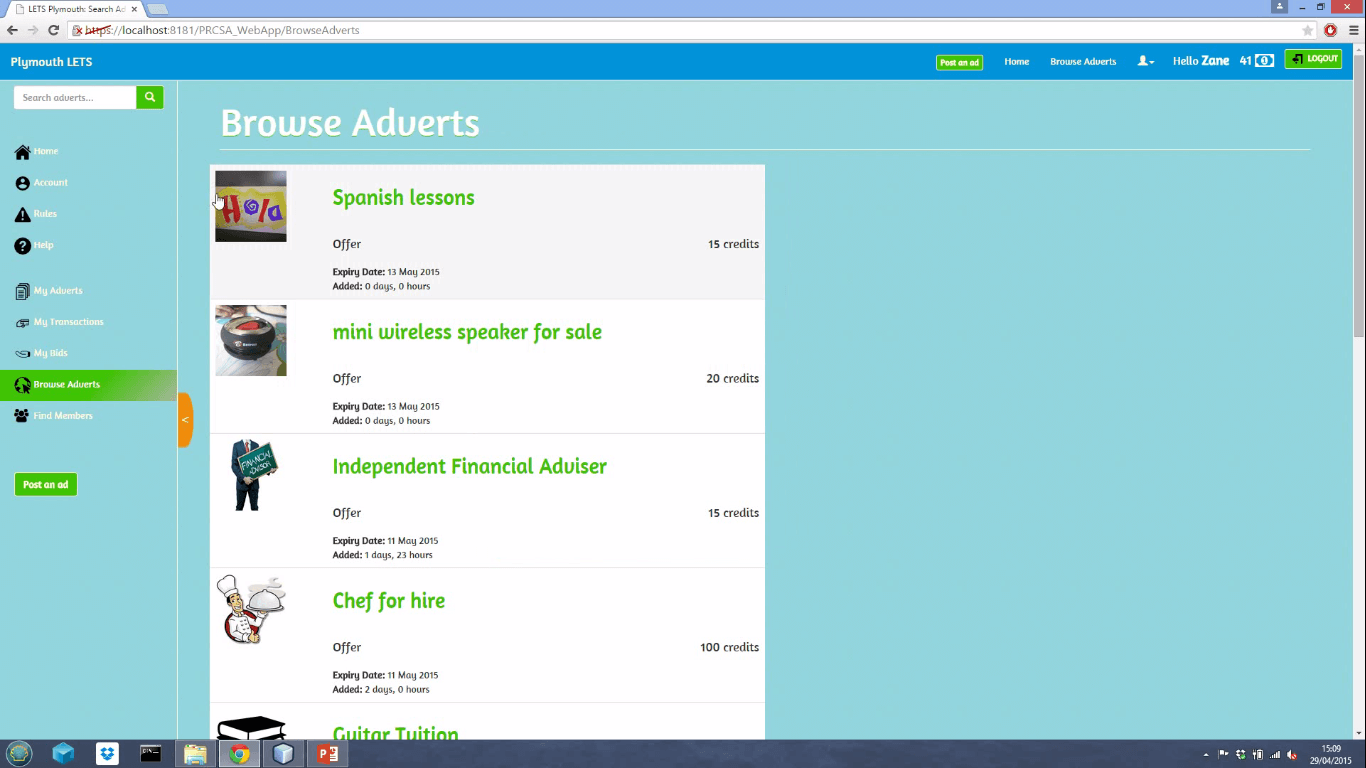 LETS Plymouth: Search Ad
https://localhost:8181/PRCSA_WebApp/BrowseAdverts
Plymouth LETS
Post an ad
Home
Browse Adverts
Hello Zane
41
LOGOUT
Search adverts...
Home
Account
Rules
Help
My Adverts
My Transactions
My Bids
Browse Adverts
Find Members
<
Post an ad
Browse Adverts
Hola
Spanish lessons
Offer
15 credits
Expiry Date: 13 May 2015
Added: 0 days, 0 hours
mini wireless speaker for sale
Offer
20 credits
Expiry Date: 13 May 2015
Added: 0 days, 0 hours
FINANCIAL
ADVISOR
Independent Financial Adviser
Offer
15 credits
Expiry Date: 11 May 2015
Added: 1 days, 23 hours
Chef for hire
Offer
100 credits
Expiry Date: 11 May 2015
Added: 2 days, 0 hours
Guitar Tuition
15:09
29/04/2015